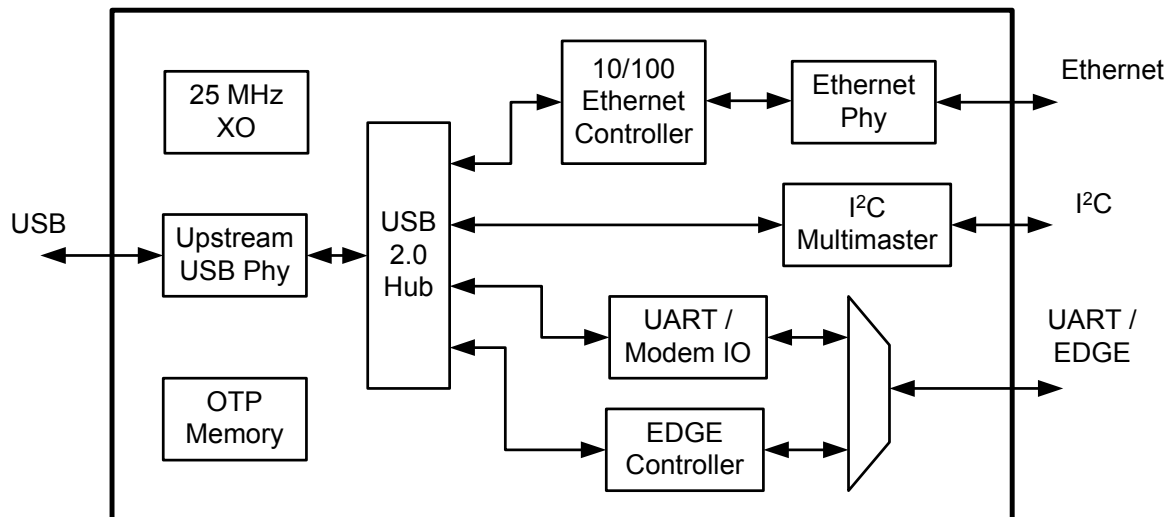 25 MHz
XO
USB
Upstream
USB Phy
OTP
Memory
USB
2.0
Hub
10/100
Ethernet
Controller
Ethernet
Phy
Ethernet
I²C
Multimaster
I²C
UART /
Modem IO
EDGE
Controller
UART /
EDGE